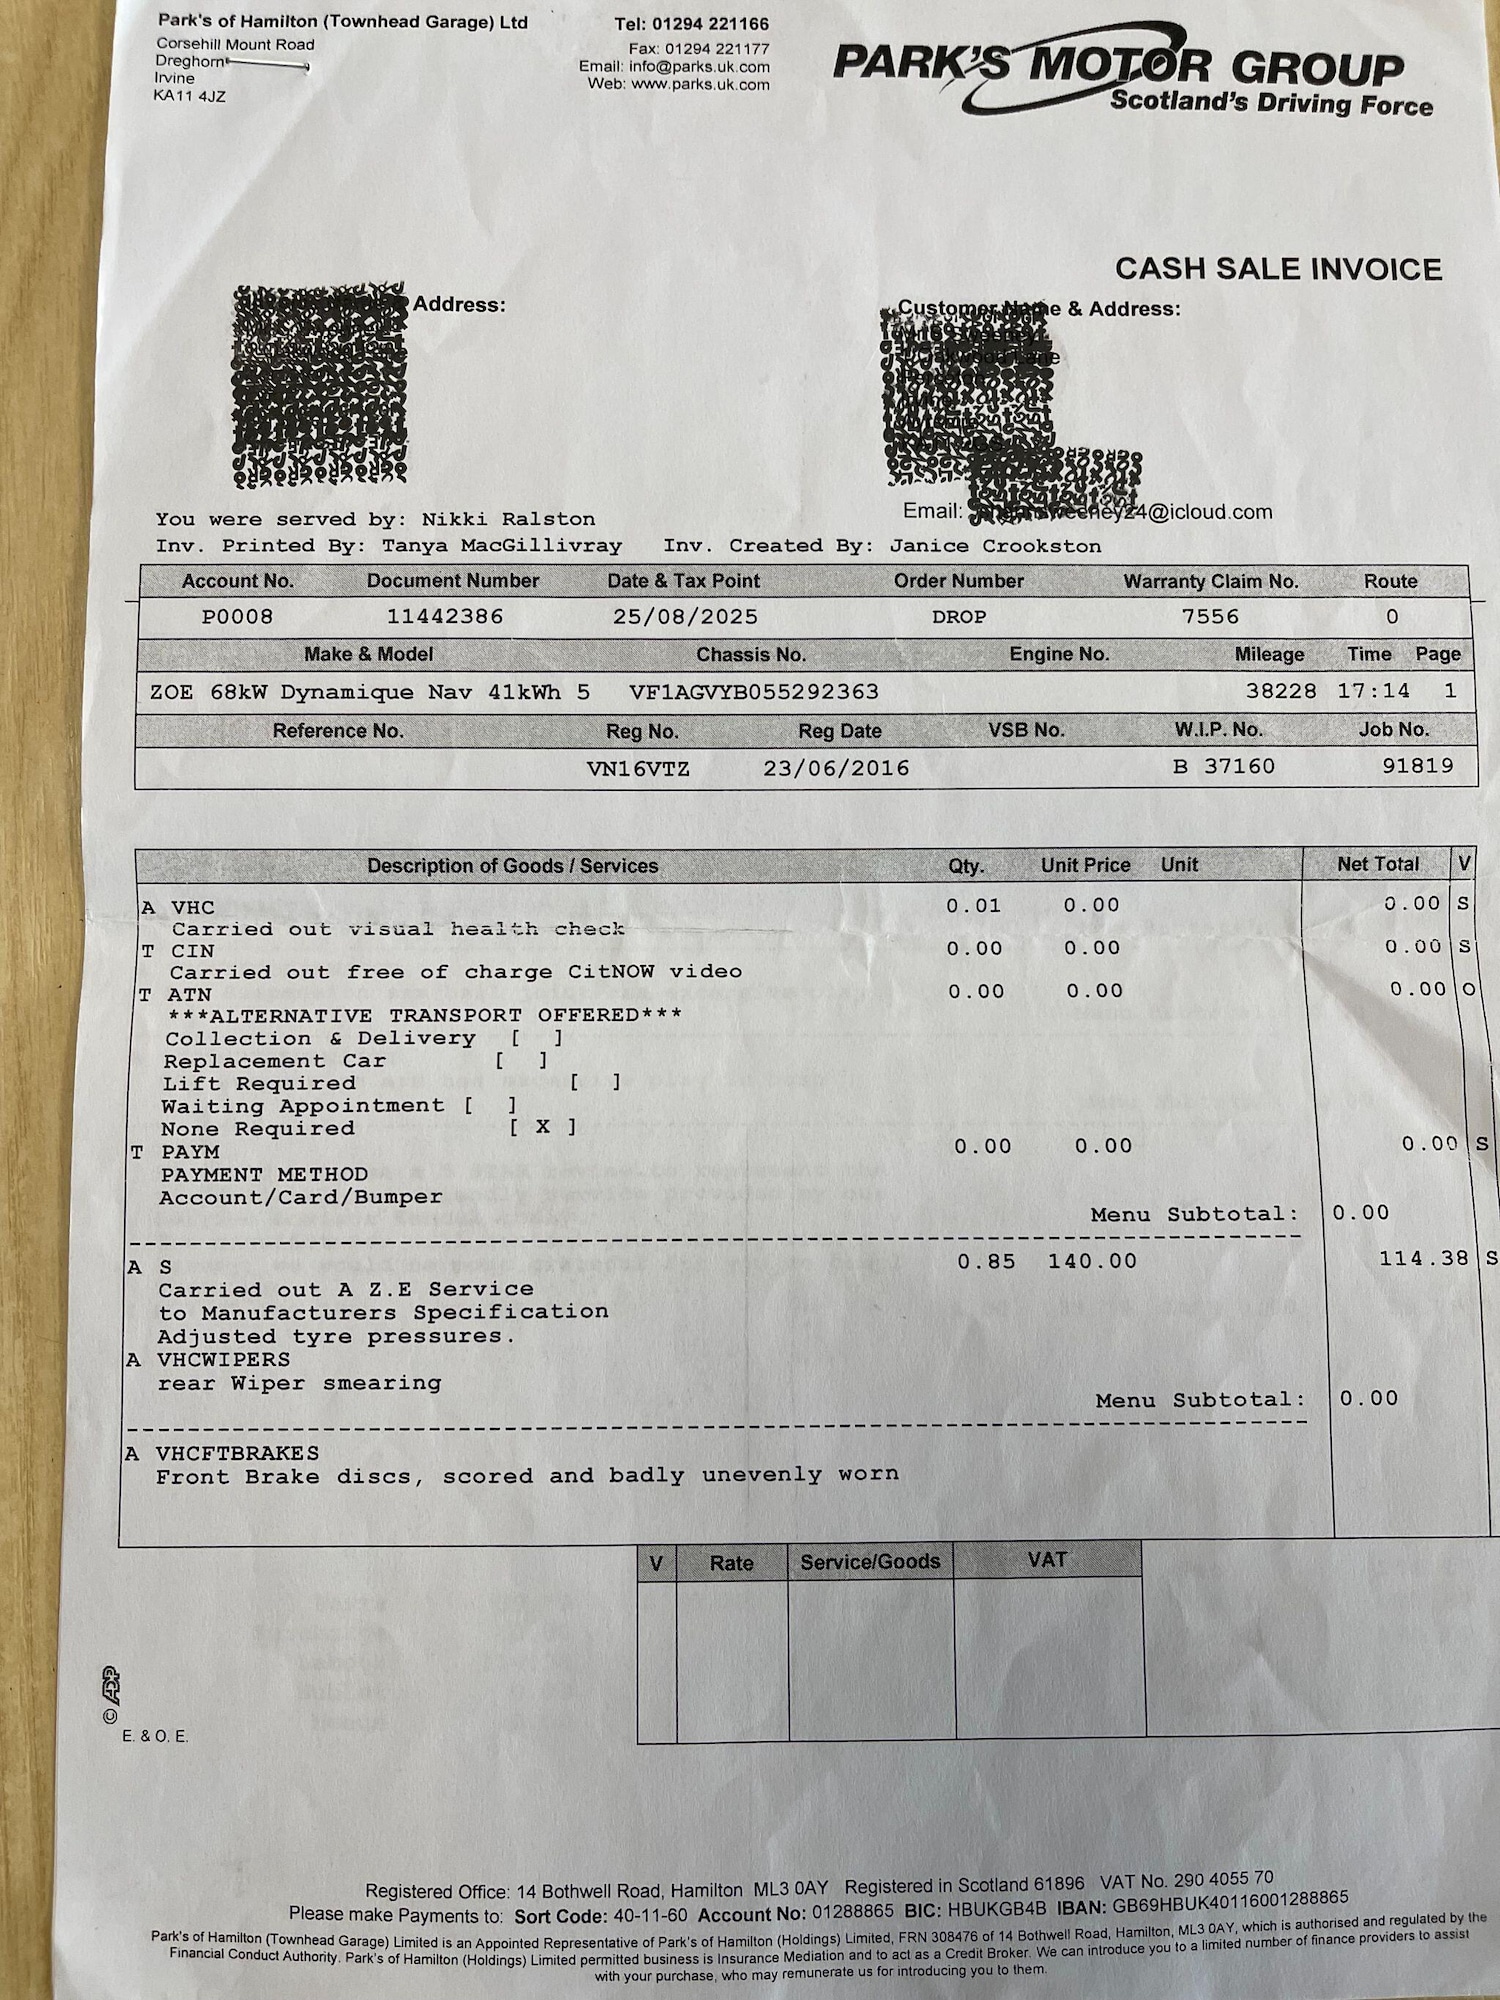 Park's of Hamilton (Townhead Garage) Ltd
Corsehill Mount Road
Dreghorn
Irvine
KA11 4JZ
Tel: 01294 221166
Fax: 01294 221177
Email: info@parks.uk.com
Web: www.parks.uk.com
PARK'S MOTOR GROUP
Scotland's Driving Force
CASH SALE INVOICE
Address:
Customer Name & Address:
Email: @icloud.com
You were served by: Nikki Ralston
Inv. Printed By: Tanya MacGillivray Inv. Created By: Janice Crookston
Account No. Document Number Date & Tax Point Order Number Warranty Claim No. Route
P0008 11442386 25/08/2025 DROP 7556 0
Make & Model Chassis No. Engine No. Mileage Time Page
ZOE 68kW Dynamique Nav 41kWh 5 VF1AGVYB055292363 38228 17:14 1
Reference No. Reg No. Reg Date VSB No. W.I.P. No. Job No.
VN16VTZ 23/06/2016 B 37160 91819
Description of Goods / Services Qty. Unit Price Unit Net Total V
A VHC 0.01 0.00 0.00 S
Carried out visual health check
T CIN 0.00 0.00 0.00 S
Carried out free of charge CitNOW video
T ATN 0.00 0.00 0.00 O
***ALTERNATIVE TRANSPORT OFFERED***
Collection & Delivery [ ]
Replacement Car [ ]
Lift Required [ ]
Waiting Appointment [ ]
None Required [ X ]
T PAYM 0.00 0.00 0.00 S
PAYMENT METHOD
Account/Card/Bumper
Menu Subtotal: 0.00
A S 0.85 140.00 114.38 S
Carried out A Z.E Service
to Manufacturers Specification
Adjusted tyre pressures.
A VHCWIPERS
rear Wiper smearing
Menu Subtotal: 0.00
A VHCFTBRAKES
Front Brake discs, scored and badly unevenly worn
V Rate Service/Goods VAT
© ADP
E. & O. E.
Registered Office: 14 Bothwell Road, Hamilton ML3 0AY Registered in Scotland 61896 VAT No. 290 4055 70
Please make Payments to: Sort Code: 40-11-60 Account No: 01288865 BIC: HBUKGB4B IBAN: GB69HBUK40116001288865
Park's of Hamilton (Townhead Garage) Limited is an Appointed Representative of Park's of Hamilton (Holdings) Limited, FRN 308476 of 14 Bothwell Road, Hamilton, ML3 0AY, which is authorised and regulated by the
Financial Conduct Authority. Park's of Hamilton (Holdings) Limited permitted business is Insurance Mediation and to act as a Credit Broker. We can introduce you to a limited number of finance providers to assist
with your purchase, who may remunerate us for introducing you to them.